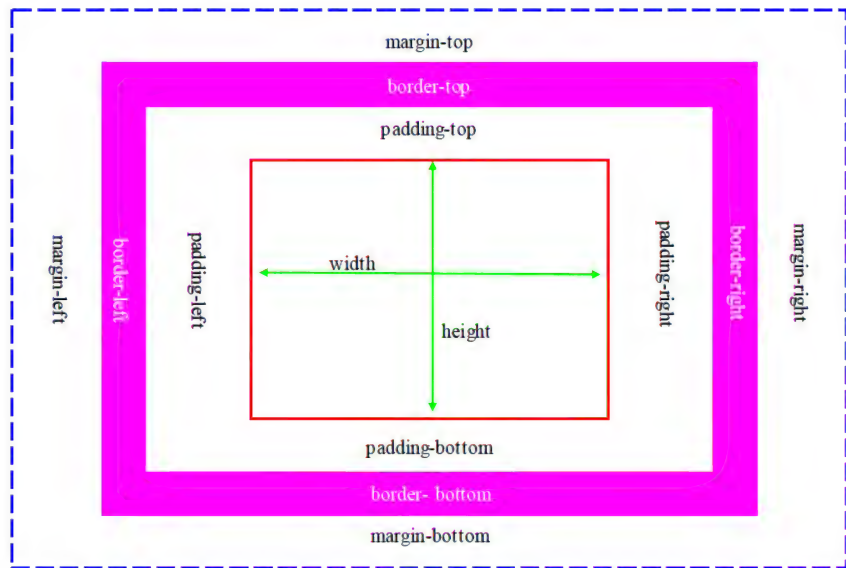 margin-top
border-top
padding-top
margin-left
border-left
padding-left
width
height
padding-right
border-right
margin-right
padding-bottom
border- bottom
margin-bottom